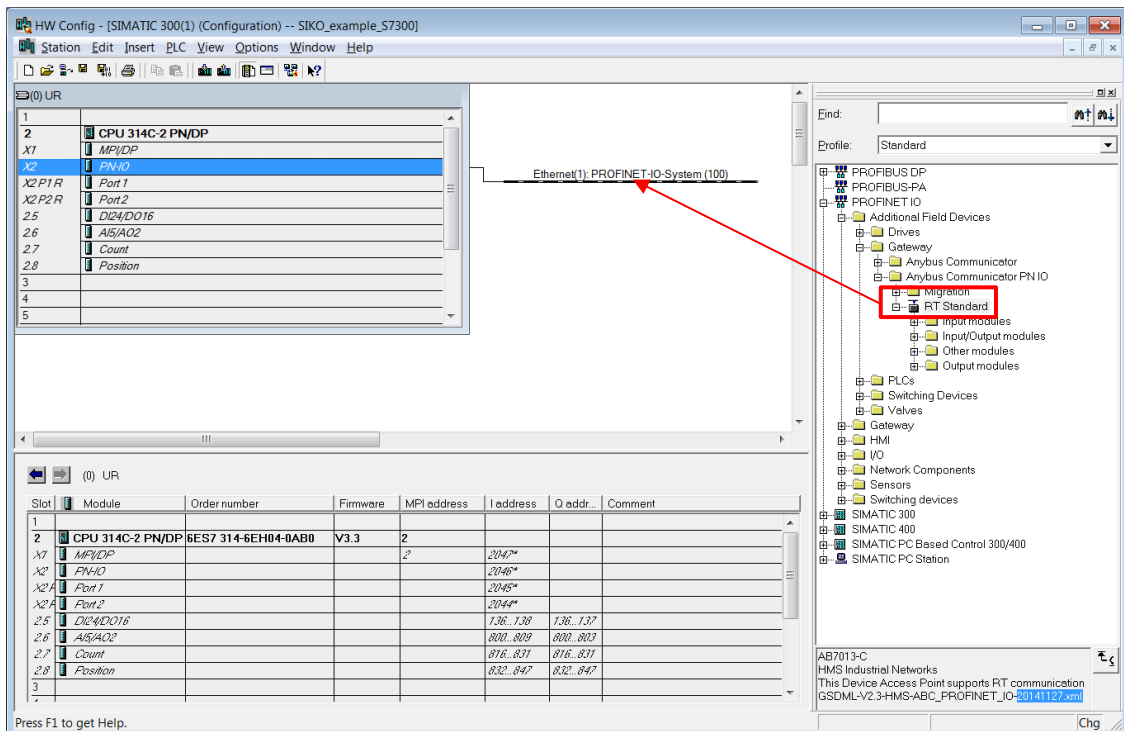 HW Config - [SIMATIC 300(1) (Configuration) -- SIKO_example_S7300]
Station Edit Insert PLC View Options Window Help
(0) UR
1
2 CPU 314C-2 PN/DP
X1 MPI/DP
X2 PN-IO
X2 P1 R Port 1
X2 P2 R Port 2
2.5 DI24/DO16
2.6 AI5/AO2
2.7 Count
2.8 Position
3
4
5
Ethernet(1): PROFINET-IO-System (100)
Find:
Profile: Standard
PROFIBUS DP
PROFIBUS-PA
PROFINET IO
Additional Field Devices
Drives
Gateway
Anybus Communicator
Anybus Communicator PN IO
Migration
RT Standard
Input modules
Input/Output modules
Other modules
Output modules
PLCs
Switching Devices
Valves
Gateway
HMI
I/O
Network Components
Sensors
Switching devices
SIMATIC 300
SIMATIC 400
SIMATIC PC Based Control 300/400
SIMATIC PC Station
(0) UR
Slot Module Order number Firmware MPI address I address Q addr... Comment
1
2 CPU 314C-2 PN/DP 6ES7 314-6EH04-0AB0 V3.3 2
X1 MPI/DP 2 2047*
X2 PN-IO 2046*
X2 P Port 1 2045*
X2 P Port 2 2044*
2.5 DI24/DO16 136...138 136...137
2.6 AI5/AO2 800...809 800...803
2.7 Count 816...831 816...831
2.8 Position 832...847 832...847
3
AB7013-C
HMS Industrial Networks
This Device Access Point supports RT communication
GSDML-V2.3-HMS-ABC_PROFINET_IO-20141127.xml
Press F1 to get Help.
Chg